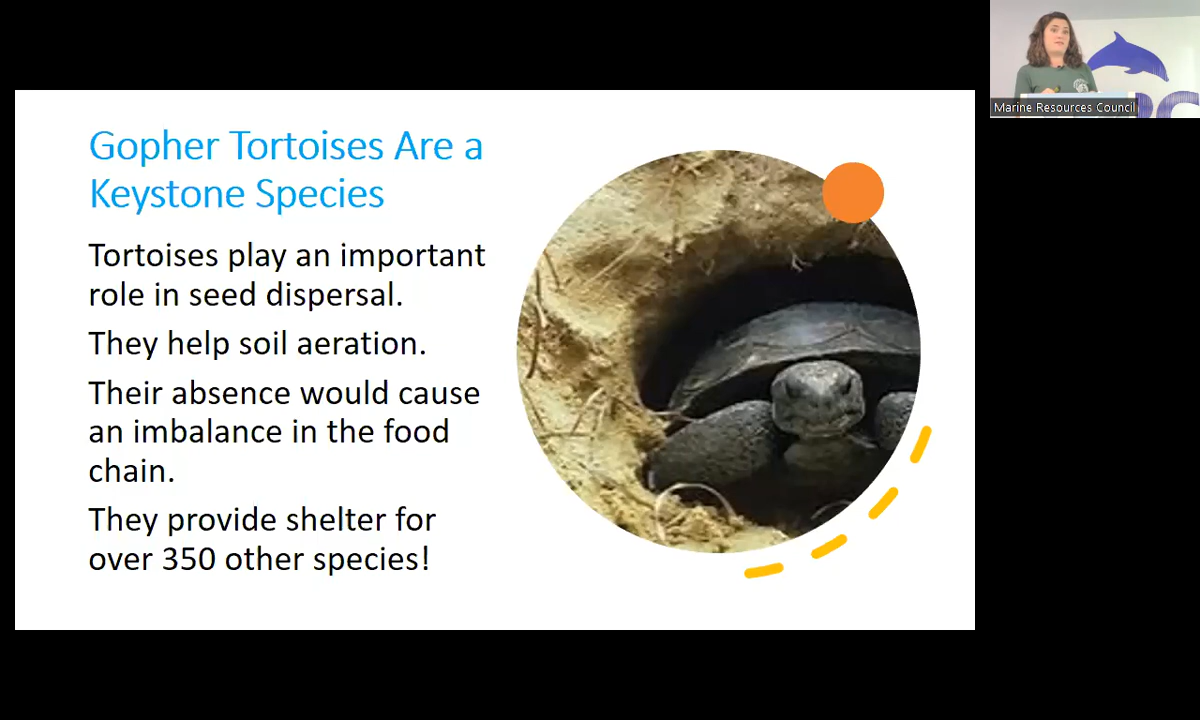 Gopher Tortoises Are a
Keystone Species
Tortoises play an important
role in seed dispersal.
They help soil aeration.
Their absence would cause
an imbalance in the food
chain.
They provide shelter for
over 350 other species!
Marine Resources Council